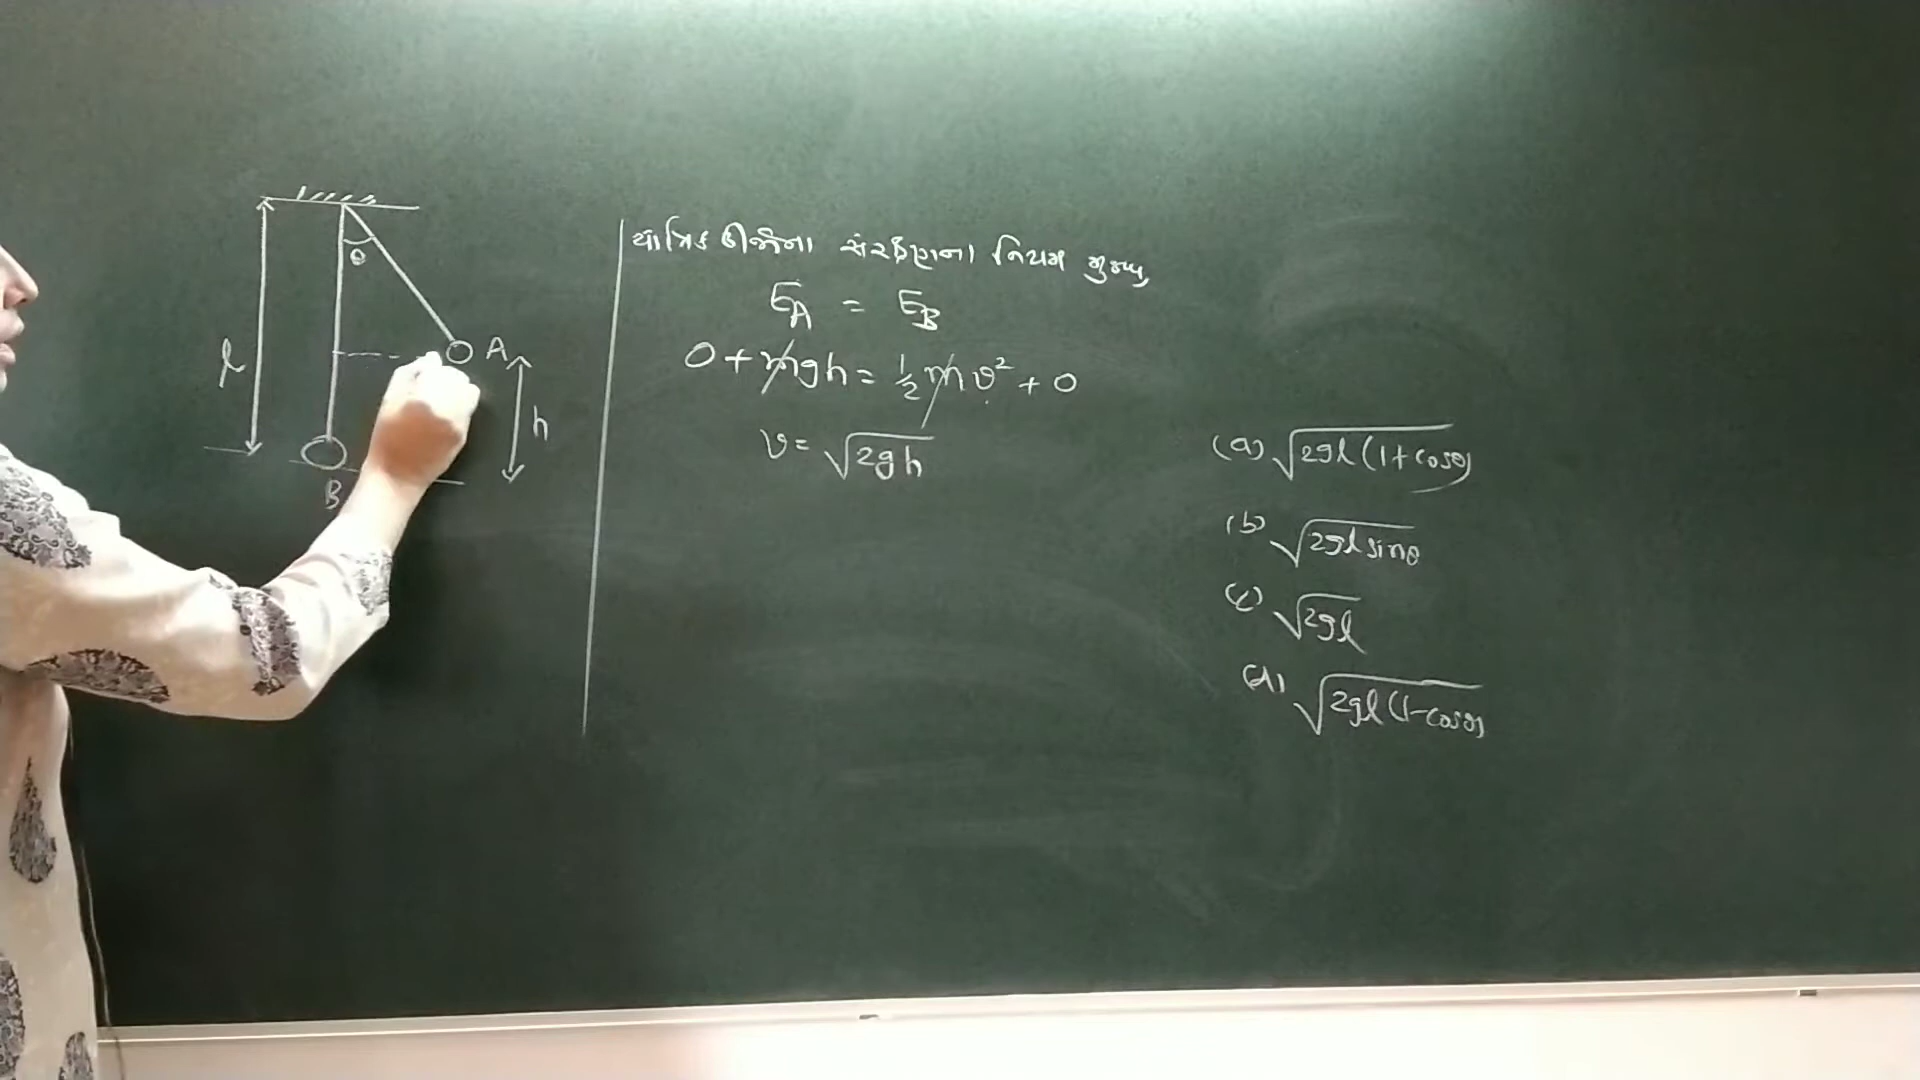 θ
A
l
h
B
યાંત્રિક ઊર્જાના સંરક્ષણના નિયમ મુજબ,
E_A = E_B
0 + mgh = 1/2 mv² + 0
v = √2gh
(a) √2gl(1+cosθ)
(b) √2gl sinθ
(c) √2gl
(d) √2gl(1-cosθ)